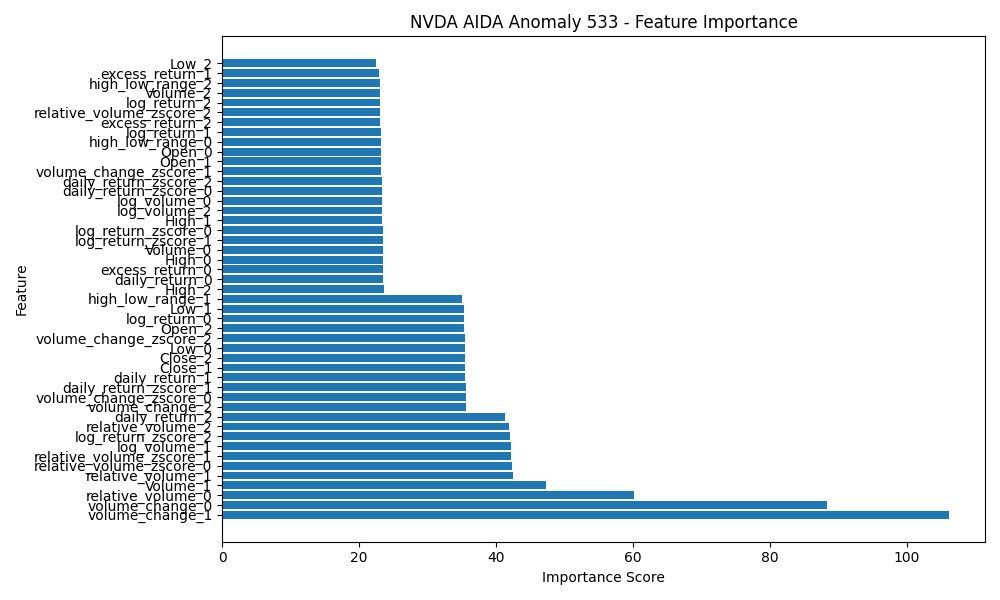 NVDA AIDA Anomaly 533 - Feature Importance
Low_2
excess_return_1
high_low_range_2
Volume_2
log_return_2
relative_volume_zscore_2
excess_return_2
log_return_1
high_low_range_0
Open_0
Open_1
volume_change_zscore_1
daily_return_zscore_2
daily_return_zscore_0
log_volume_0
log_volume_2
High_1
log_return_zscore_0
log_return_zscore_1
Volume_0
High_0
excess_return_0
daily_return_0
High_2
high_low_range_1
Low_1
log_return_0
Open_2
volume_change_zscore_2
Low_0
Close_2
Close_1
daily_return_1
daily_return_zscore_1
volume_change_zscore_0
volume_change_2
daily_return_2
relative_volume_2
log_return_zscore_2
log_volume_1
relative_volume_zscore_1
relative_volume_zscore_0
relative_volume_1
Volume_1
relative_volume_0
volume_change_0
volume_change_1
Feature
0 20 40 60 80 100
Importance Score